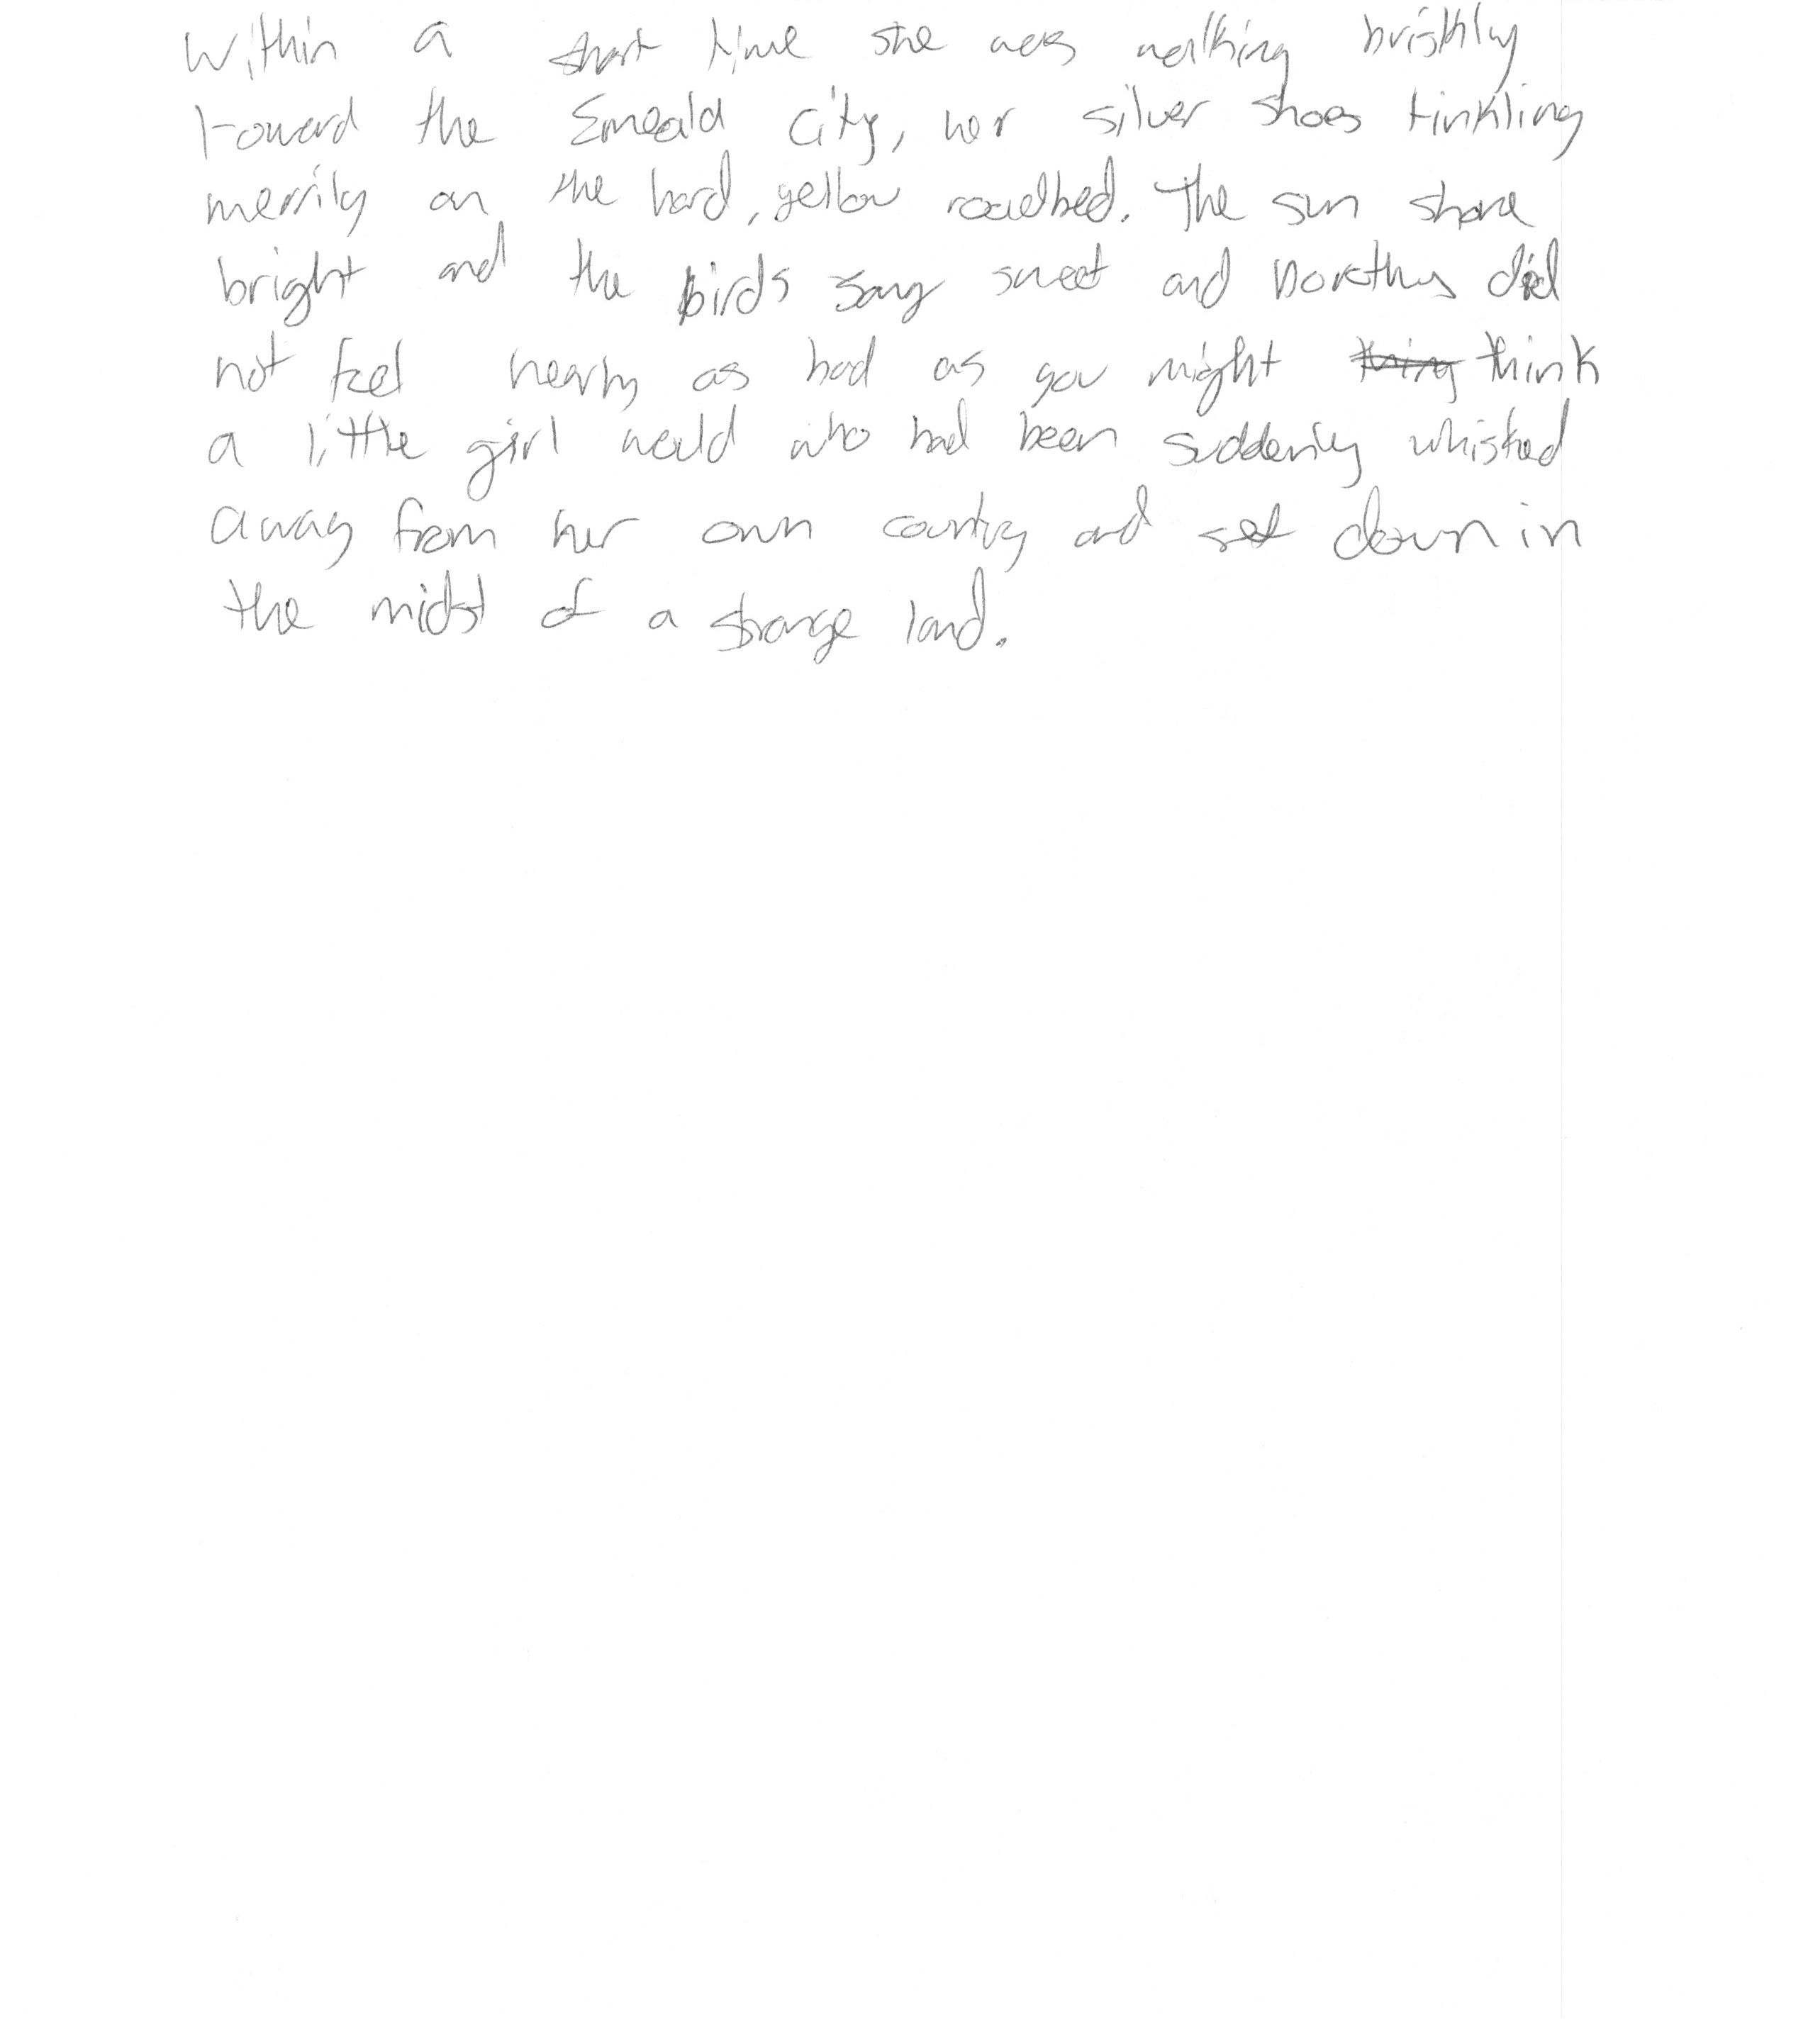 Within a short time she was walking briskly
toward the Emeald City, her silver shoes tinkling
merrily on the hard, yellow roadbed. The sun shone
bright and the birds sang sweet and Dorothy did
not feel nearly as bad as you might thing think
a little girl would who had been suddenly whisked
away from her own country and set down in
the midst of a strange land.